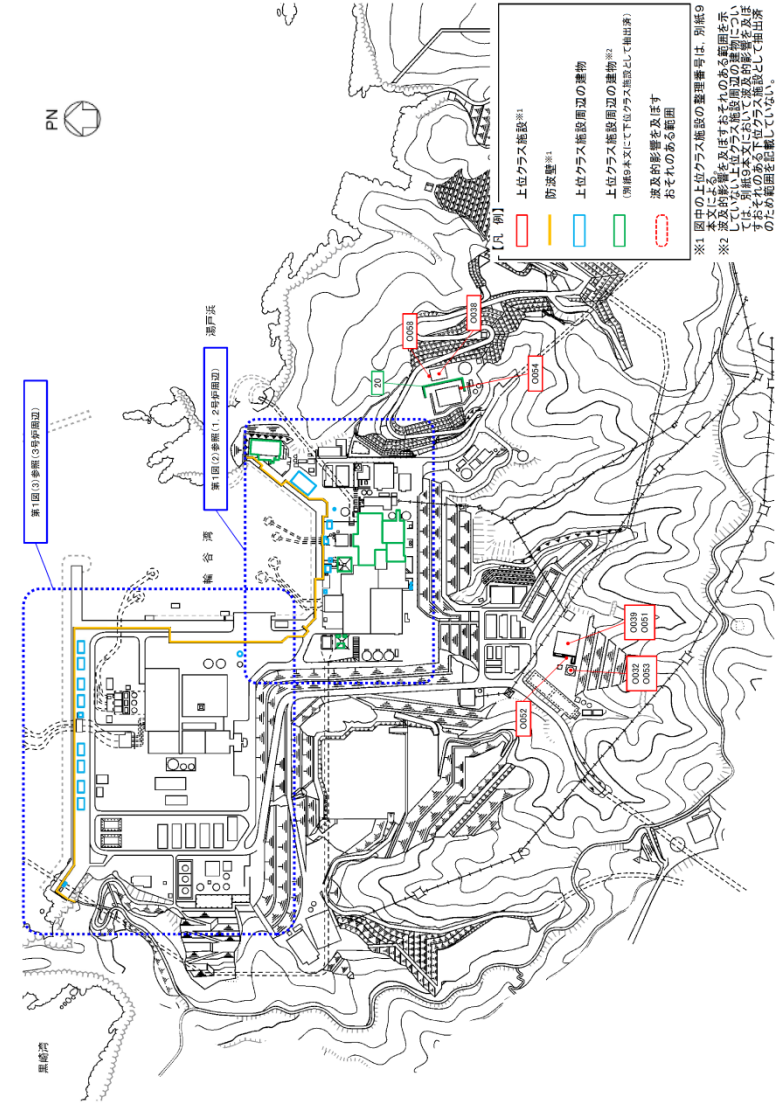 PN
第1図(3)参照(3号炉周辺)
第1図(2)参照(1, 2号炉周辺)
輪谷湾
湯戸浜
黒崎湾
20
O058
O038
O054
O039
O051
O032
O053
O052
【凡 例】
上位クラス施設※1
防波壁※1
上位クラス施設周辺の建物
上位クラス施設周辺の建物※2
(別紙9本文にて下位クラス施設として抽出済)
波及的影響を及ぼす
おそれのある範囲
※1 図中の上位クラス施設の整理番号は, 別紙9
本文による。
※2 波及的影響を及ぼすおそれのある範囲を示
していない上位クラス施設周辺の建物につい
ては, 別紙9本文において波及的影響を及ぼ
すおそれのある下位クラス施設として抽出済
のため範囲を記載していない。